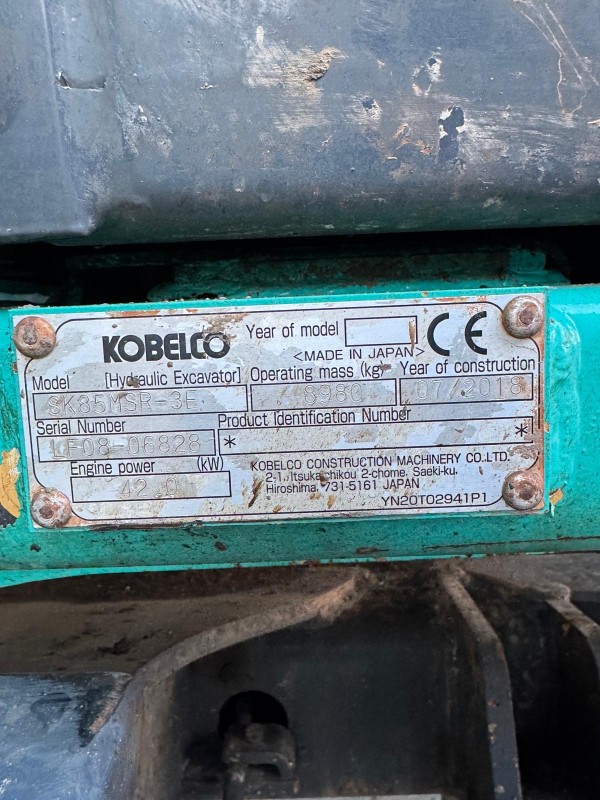 KOBELCO Year of model CE
<MADE IN JAPAN>
Model [Hydraulic Excavator] Operating mass (kg) Year of construction
SK85MSR-3E 8980 07/2018
Serial Number Product Identification Number
LF08-06828 * *
Engine power (kW)
42.0
KOBELCO CONSTRUCTION MACHINERY CO.LTD.
2-1, Itsukaichikou 2-chome, Saeki-ku,
Hiroshima, 731-5161 JAPAN
YN20T02941P1